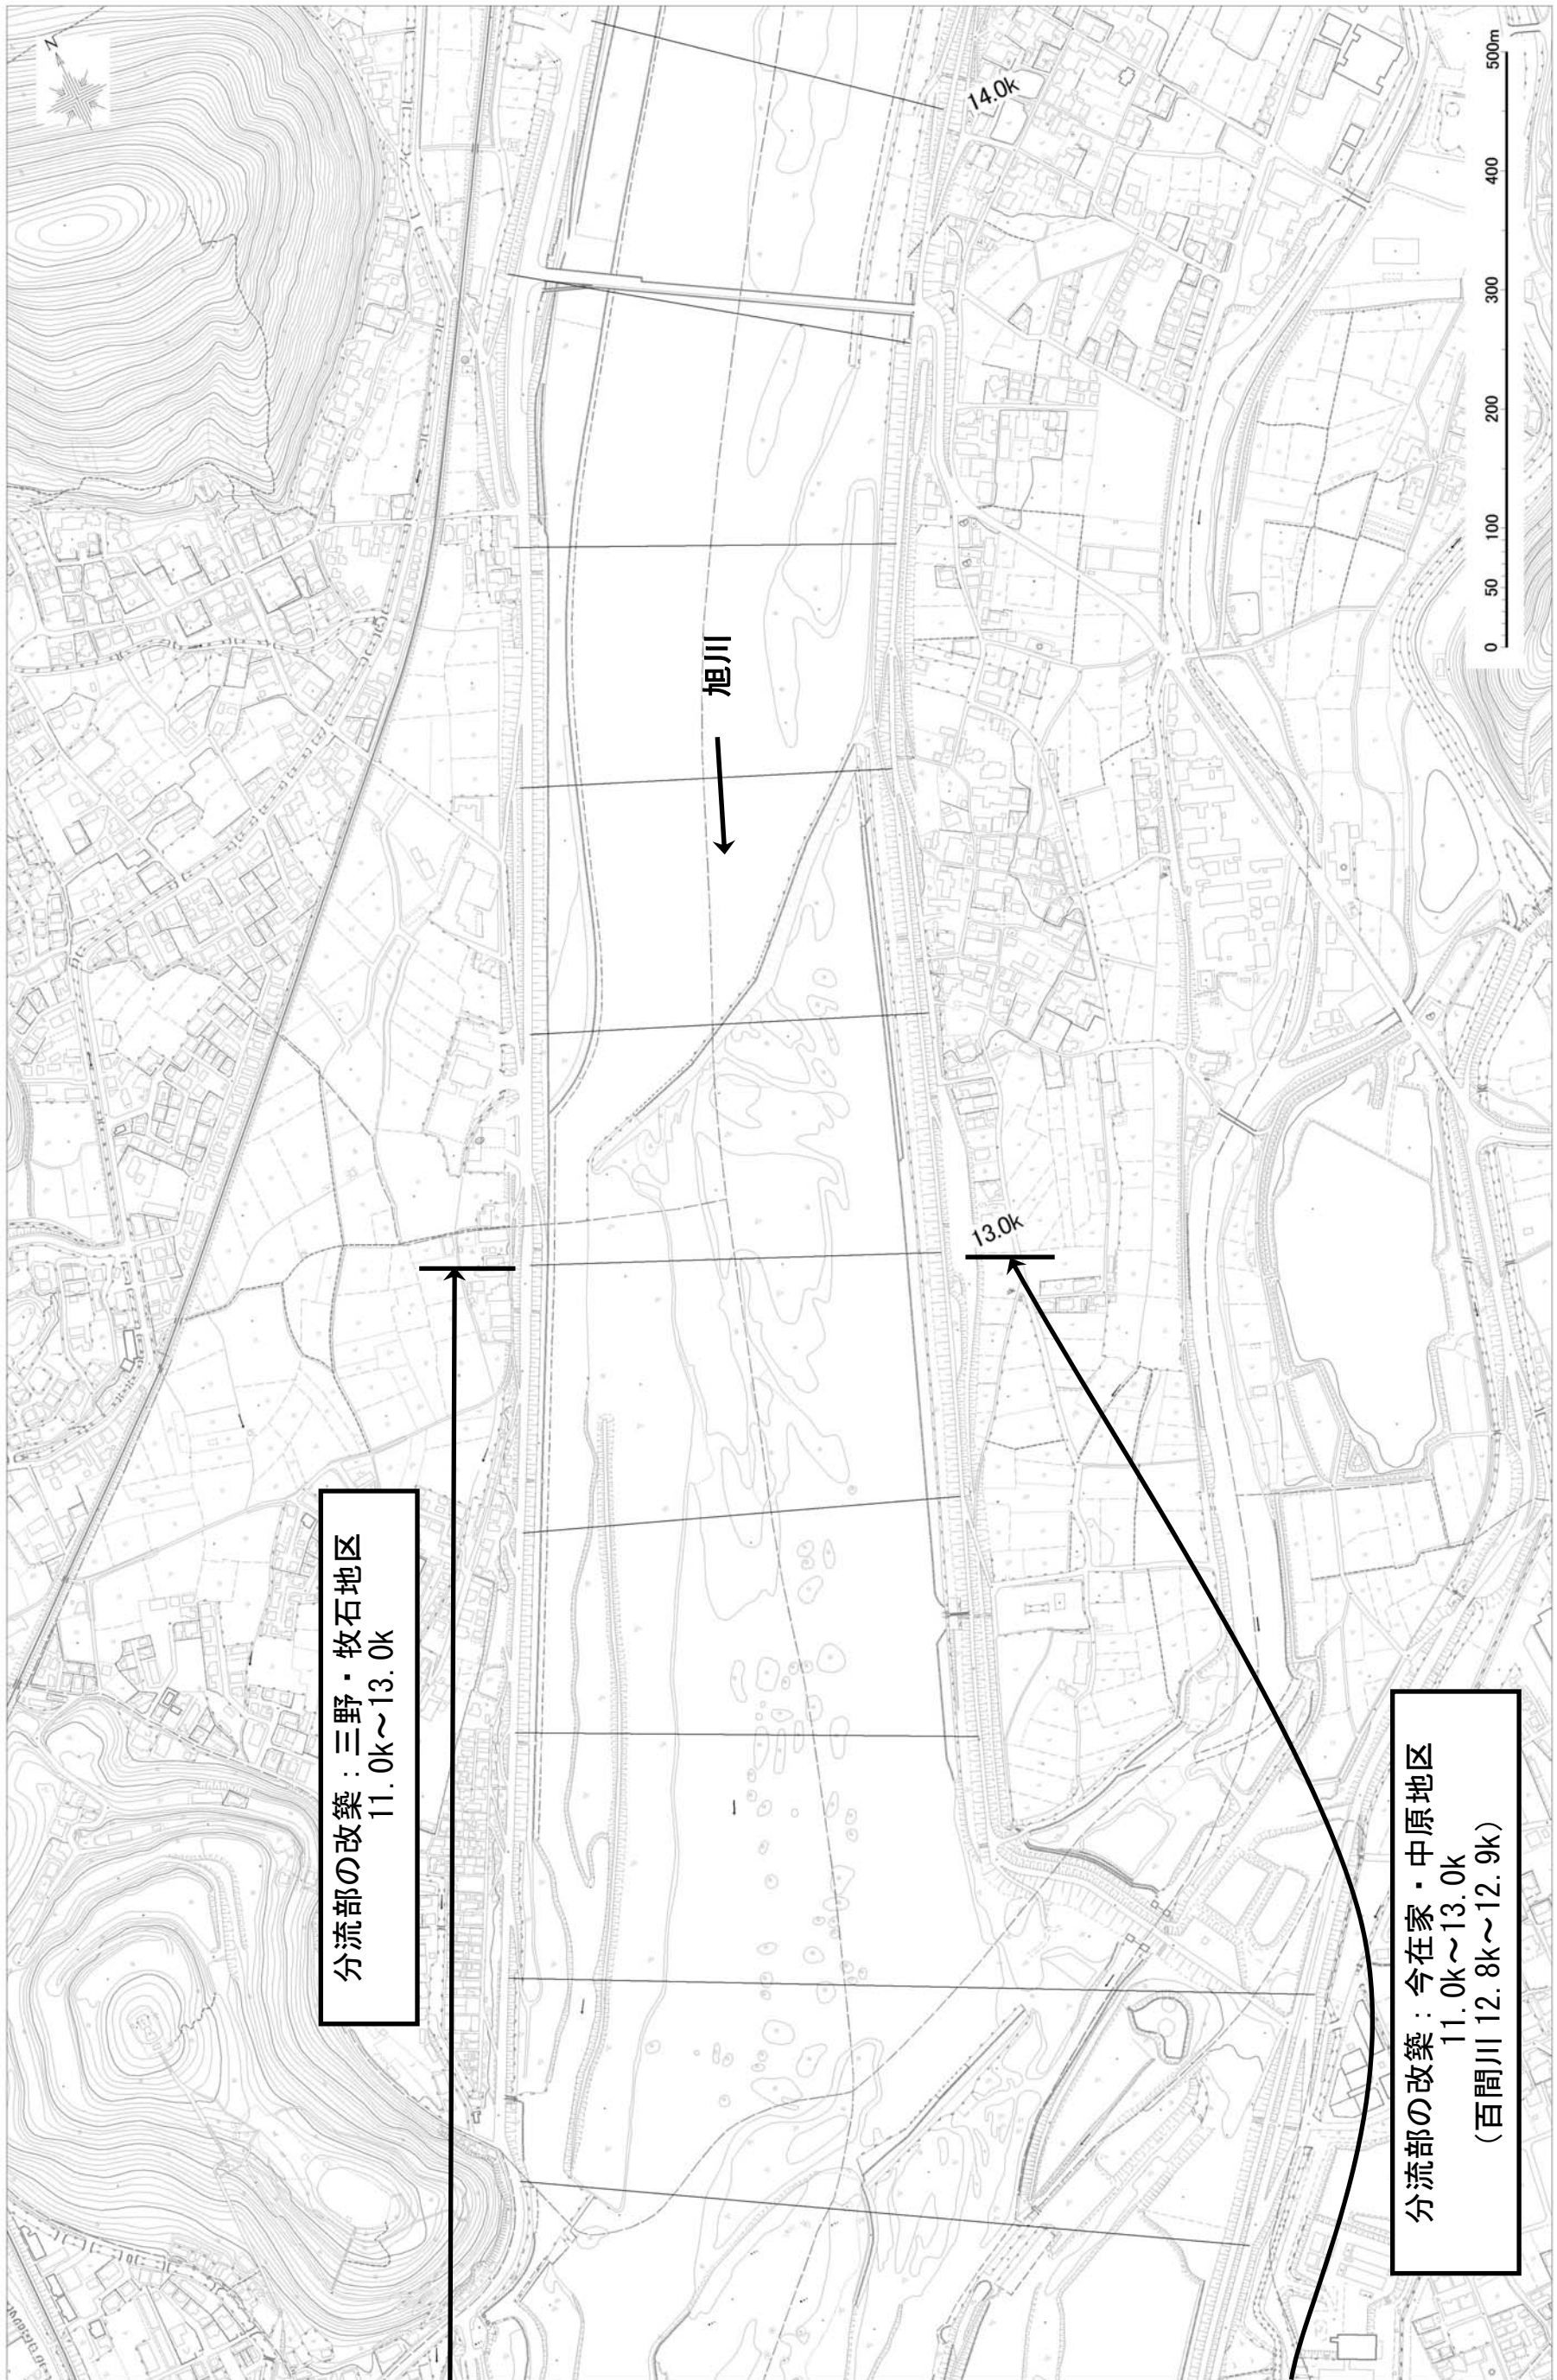 N
14.0k
500m
400
300
200
100
50
0
旭川
13.0k
分流部の改築：三野・牧石地区
11.0k～13.0k
分流部の改築：今在家・中原地区
11.0k～13.0k
（百間川 12.8k～12.9k）